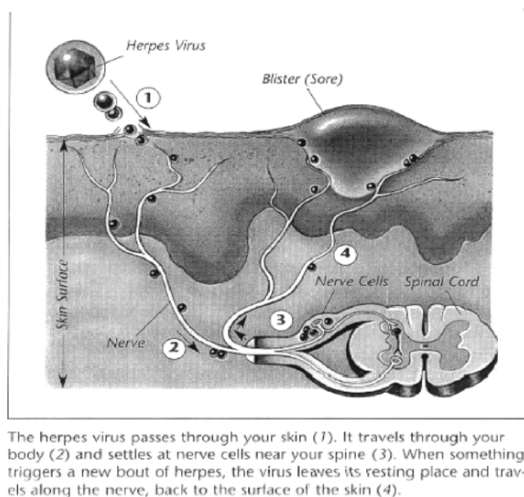 Herpes Virus
1
Blister (Sore)
Skin Surface
4
Nerve Cells
Spinal Cord
3
Nerve
2
The herpes virus passes through your skin (1). It travels through your
body (2) and settles at nerve cells near your spine (3). When something
triggers a new bout of herpes, the virus leaves its resting place and trav-
els along the nerve, back to the surface of the skin (4).